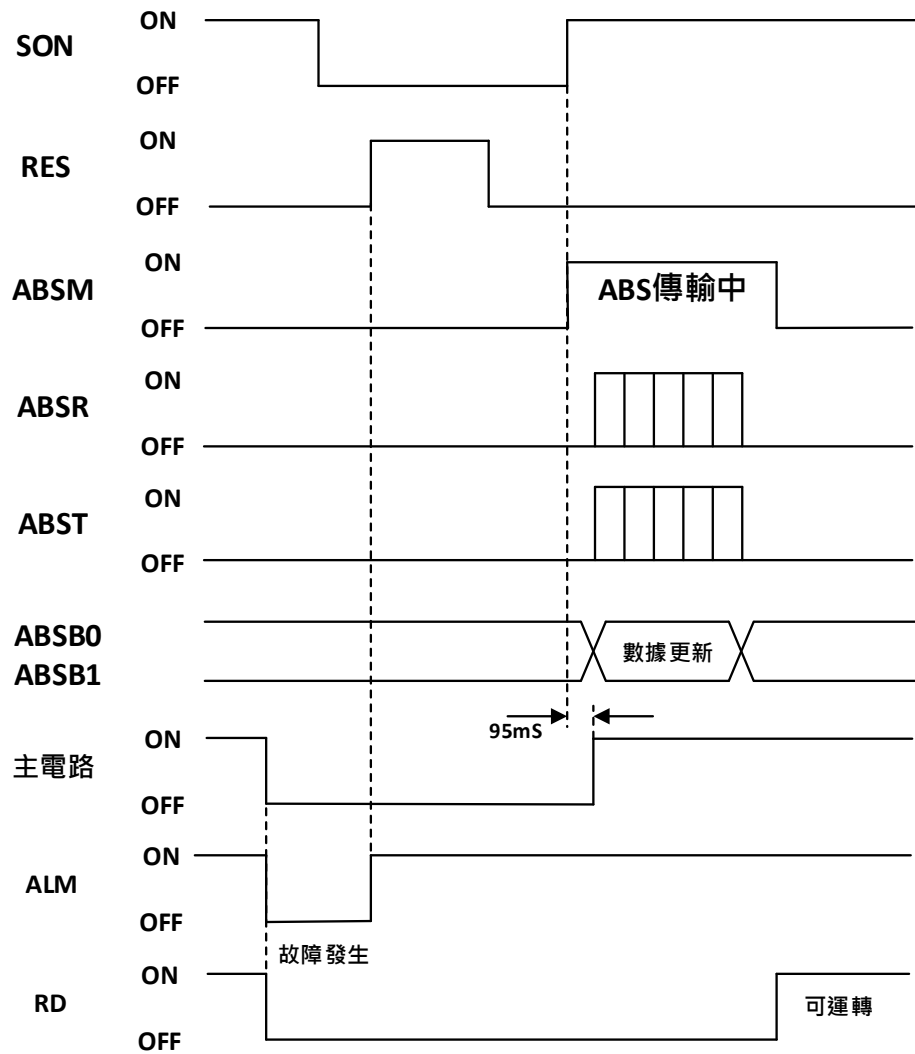 ON
SON
OFF
ON
RES
OFF
ON
ABSM
ABS傳輸中
OFF
ON
ABSR
OFF
ON
ABST
OFF
ABSB0
ABSB1
數據更新
95mS
ON
主電路
OFF
ON
ALM
OFF
故障發生
ON
RD
可運轉
OFF